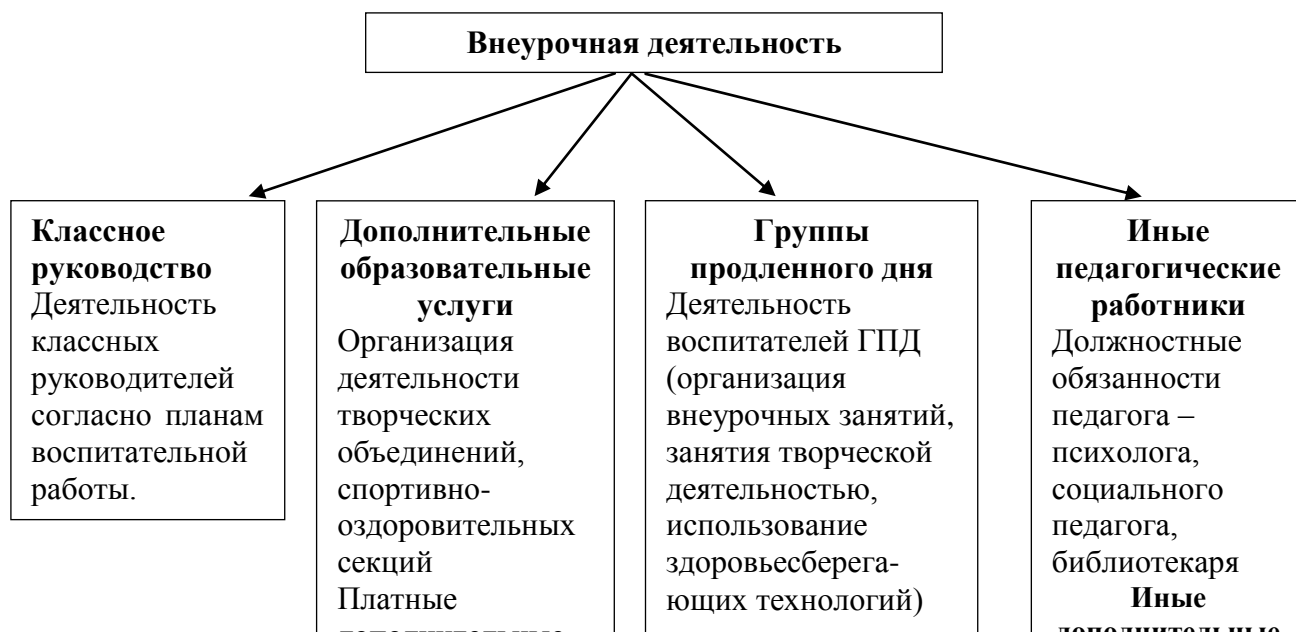 Внеурочная деятельность
Классное
руководство
Деятельность
классных
руководителей
согласно планам
воспитательной
работы.
Дополнительные
образовательные
услуги
Организация
деятельности
творческих
объединений,
спортивно-
оздоровительных
секций
Платные
Группы
продленного дня
Деятельность
воспитателей ГПД
(организация
внеурочных занятий,
занятия творческой
деятельностью,
использование
здоровьесберега-
ющих технологий)
Иные
педагогические
работники
Должностные
обязанности
педагога –
психолога,
социального
педагога,
библиотекаря
Иные
дополнительные